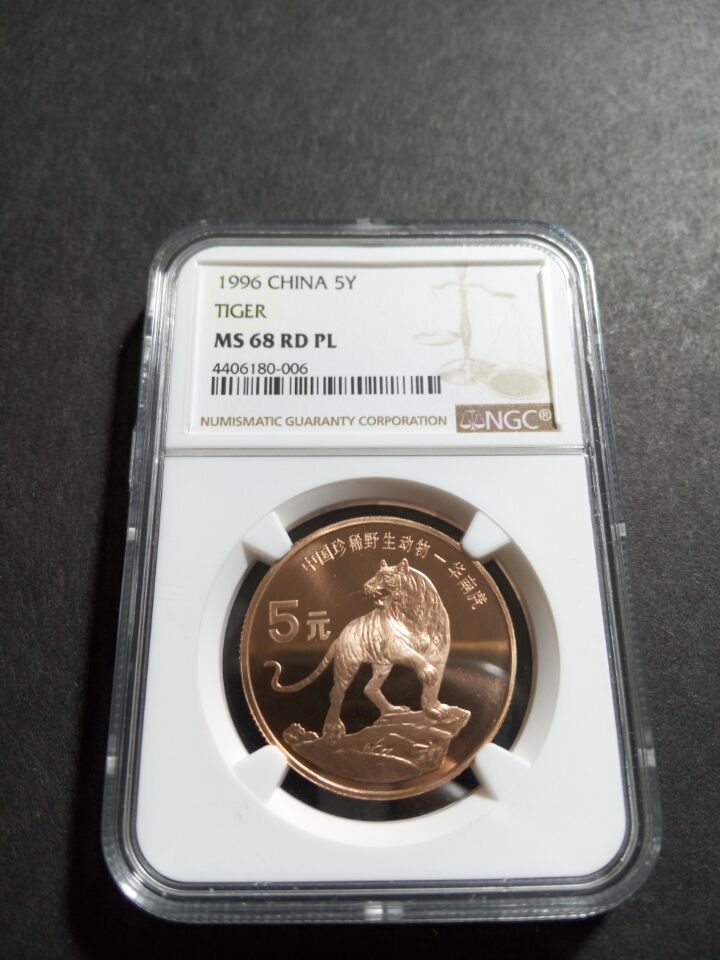 1996 CHINA 5Y
TIGER
MS 68 RD PL
4406180-006
NUMISMATIC GUARANTY CORPORATION NGC®
中国珍稀野生动物—华南虎
5元